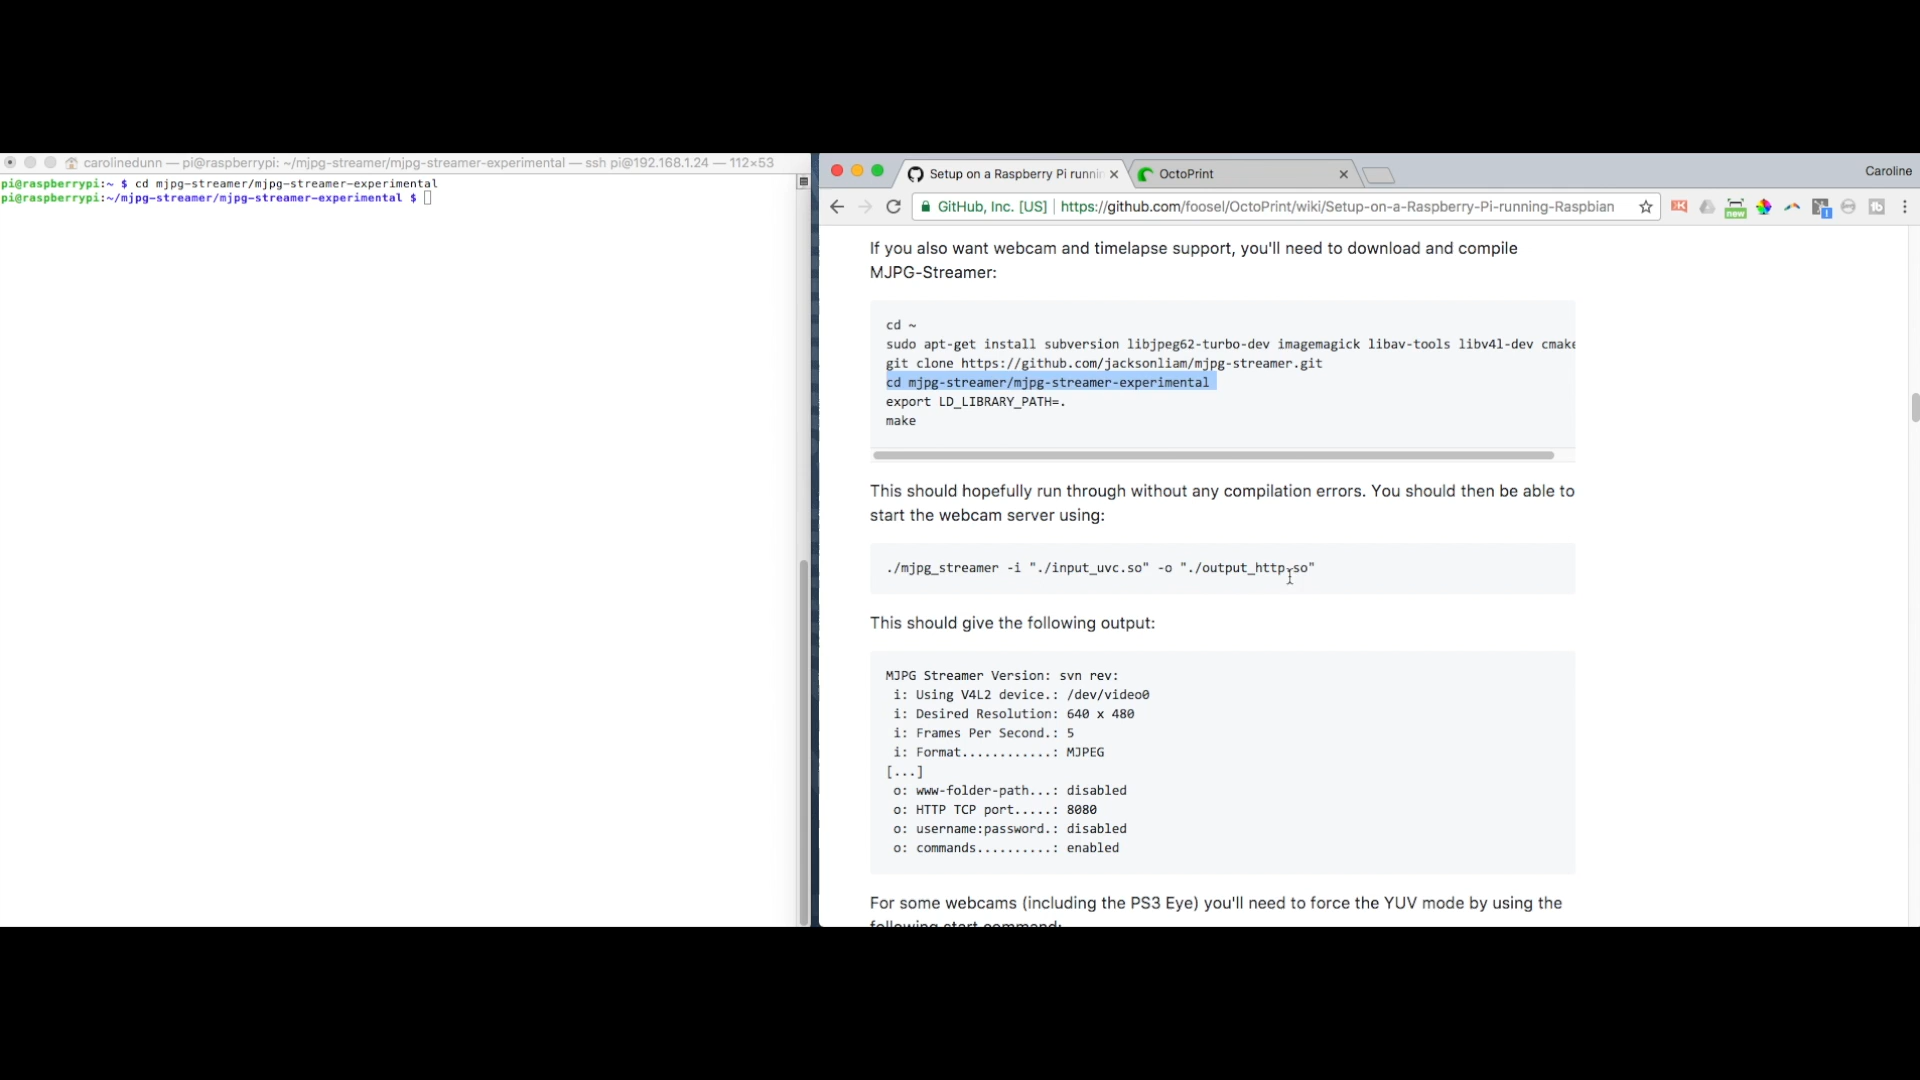 carolinedunn — pi@raspberrypi: ~/mjpg-streamer/mjpg-streamer-experimental — ssh pi@192.168.1.24 — 112×53
pi@raspberrypi:~ $ cd mjpg-streamer/mjpg-streamer-experimental
pi@raspberrypi:~/mjpg-streamer/mjpg-streamer-experimental $
Setup on a Raspberry Pi runnin
OctoPrint
Caroline
GitHub, Inc. [US] | https://github.com/foosel/OctoPrint/wiki/Setup-on-a-Raspberry-Pi-running-Raspbian
new
If you also want webcam and timelapse support, you'll need to download and compile
MJPG-Streamer:
cd ~
sudo apt-get install subversion libjpeg62-turbo-dev imagemagick libav-tools libv4l-dev cmake
git clone https://github.com/jacksonliam/mjpg-streamer.git
cd mjpg-streamer/mjpg-streamer-experimental
export LD_LIBRARY_PATH=.
make
This should hopefully run through without any compilation errors. You should then be able to
start the webcam server using:
./mjpg_streamer -i "./input_uvc.so" -o "./output_http.so"
This should give the following output:
MJPG Streamer Version: svn rev:
i: Using V4L2 device.: /dev/video0
i: Desired Resolution: 640 x 480
i: Frames Per Second.: 5
i: Format............: MJPEG
[...]
o: www-folder-path...: disabled
o: HTTP TCP port.....: 8080
o: username:password.: disabled
o: commands..........: enabled
For some webcams (including the PS3 Eye) you'll need to force the YUV mode by using the
following start command: